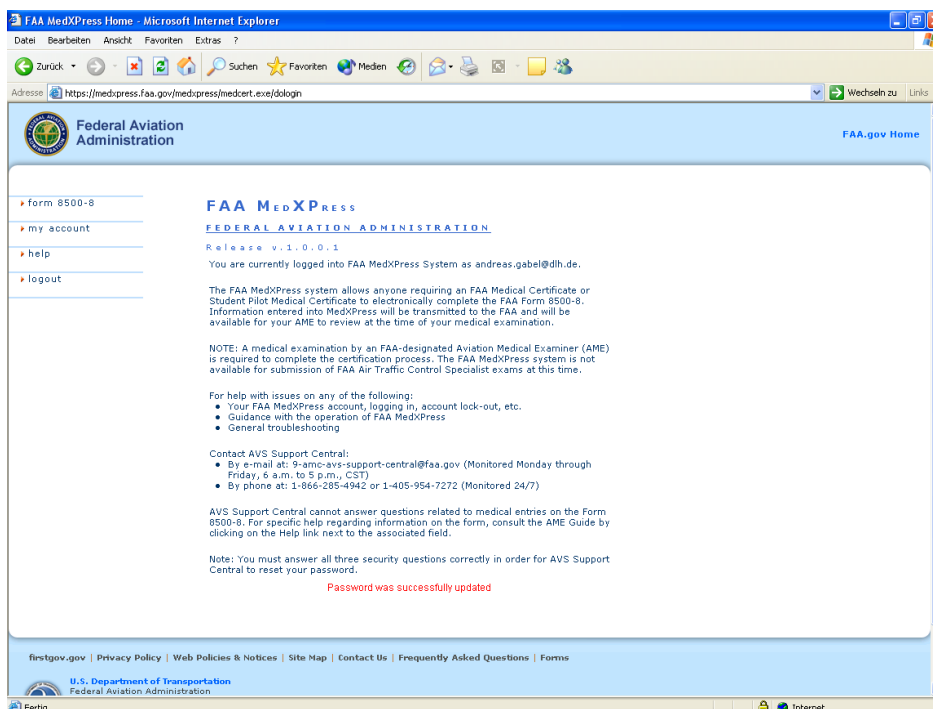 FAA MedXPress Home - Microsoft Internet Explorer
Datei Bearbeiten Ansicht Favoriten Extras ?
Zurück Suchen Favoriten Medien
Adresse https://medxpress.faa.gov/medxpress/medcert.exe/dologin Wechseln zu Links
Federal Aviation
Administration
FAA.gov Home
form 8500-8
my account
help
logout
FAA MEDXPRESS
FEDERAL AVIATION ADMINISTRATION
Release v.1.0.0.1
You are currently logged into FAA MedXPress System as andreas.gabel@dlh.de.
The FAA MedXPress system allows anyone requiring an FAA Medical Certificate or
Student Pilot Medical Certificate to electronically complete the FAA Form 8500-8.
Information entered into MedXPress will be transmitted to the FAA and will be
available for your AME to review at the time of your medical examination.
NOTE: A medical examination by an FAA-designated Aviation Medical Examiner (AME)
is required to complete the certification process. The FAA MedXPress system is not
available for submission of FAA Air Traffic Control Specialist exams at this time.
For help with issues on any of the following:
• Your FAA MedXPress account, logging in, account lock-out, etc.
• Guidance with the operation of FAA MedXPress
• General troubleshooting
Contact AVS Support Central:
• By e-mail at: 9-amc-avs-support-central@faa.gov (Monitored Monday through
Friday, 6 a.m. to 5 p.m., CST)
• By phone at: 1-866-285-4942 or 1-405-954-7272 (Monitored 24/7)
AVS Support Central cannot answer questions related to medical entries on the Form
8500-8. For specific help regarding information on the form, consult the AME Guide by
clicking on the Help link next to the associated field.
Note: You must answer all three security questions correctly in order for AVS Support
Central to reset your password.
Password was successfully updated
firstgov.gov | Privacy Policy | Web Policies & Notices | Site Map | Contact Us | Frequently Asked Questions | Forms
U.S. Department of Transportation
Federal Aviation Administration
Fertig Internet